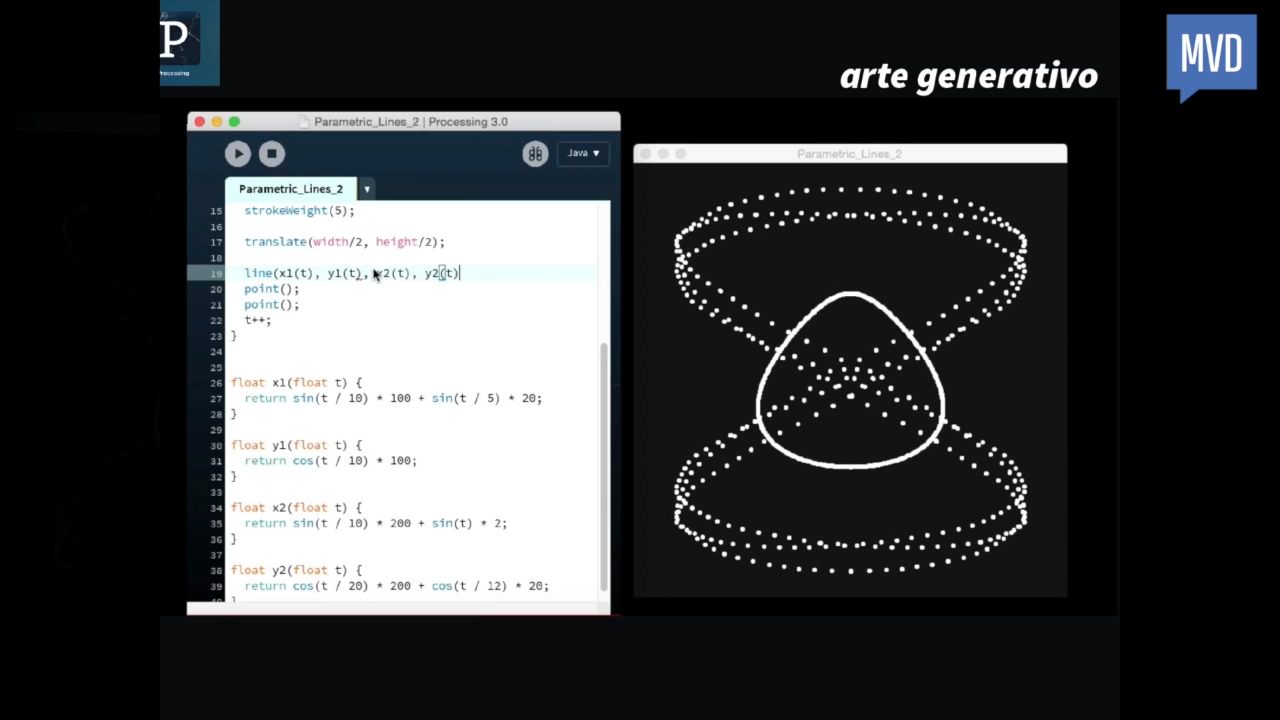 P
Processing
arte generativo
MVD
Parametric_Lines_2 | Processing 3.0
Java ▼
Parametric_Lines_2 ▼
15 strokeWeight(5);
16
17 translate(width/2, height/2);
18
19 line(x1(t), y1(t), x2(t), y2(t)
20 point();
21 point();
22 t++;
23 }
24
25
26 float x1(float t) {
27 return sin(t / 10) * 100 + sin(t / 5) * 20;
28 }
29
30 float y1(float t) {
31 return cos(t / 10) * 100;
32 }
33
34 float x2(float t) {
35 return sin(t / 10) * 200 + sin(t) * 2;
36 }
37
38 float y2(float t) {
39 return cos(t / 20) * 200 + cos(t / 12) * 20;
40 }
Parametric_Lines_2